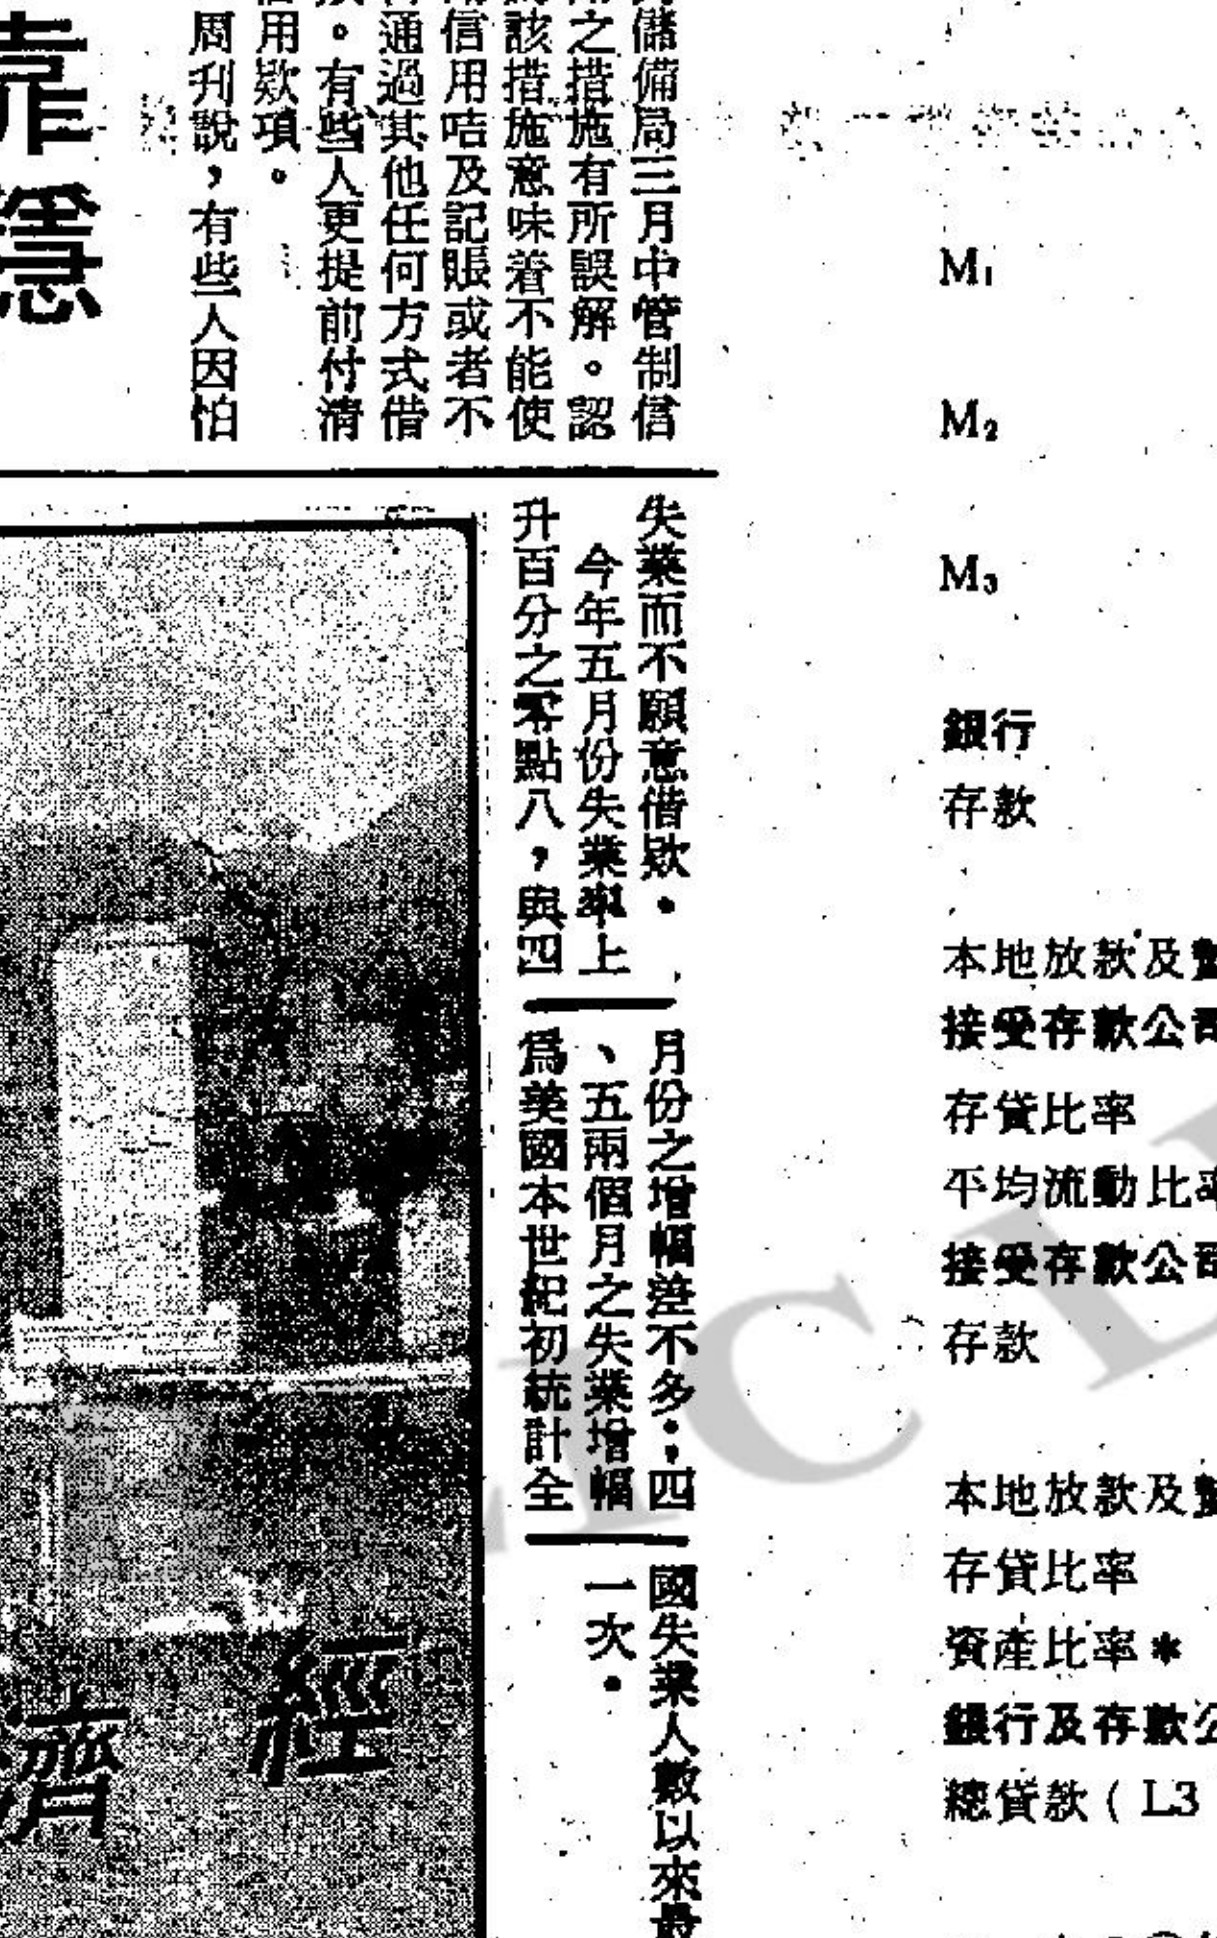 儲備局三月中管制信
之措施有所誤解。認
該措施意味着不能使
信用咭及記賬或者不
通過其他任何方式借
。有些人更提前付清
用欵項。
周刋說，有些人因怕
失業而不願意借欵。
今年五月份失業率上
升百分之零點八，與四
月份之增幅差不多；四
、五兩個月之失業增幅
爲美國本世紀初統計全
國失業人數以來最
一次。
靠
穩
經
濟
M₁
M₂
M₃
銀行
存款
本地放款及墊
接受存款公司
存貸比率
平均流動比率
接受存款公司
存款
本地放款及墊
存貸比率
資產比率*
銀行及存款公
總貸款（L3